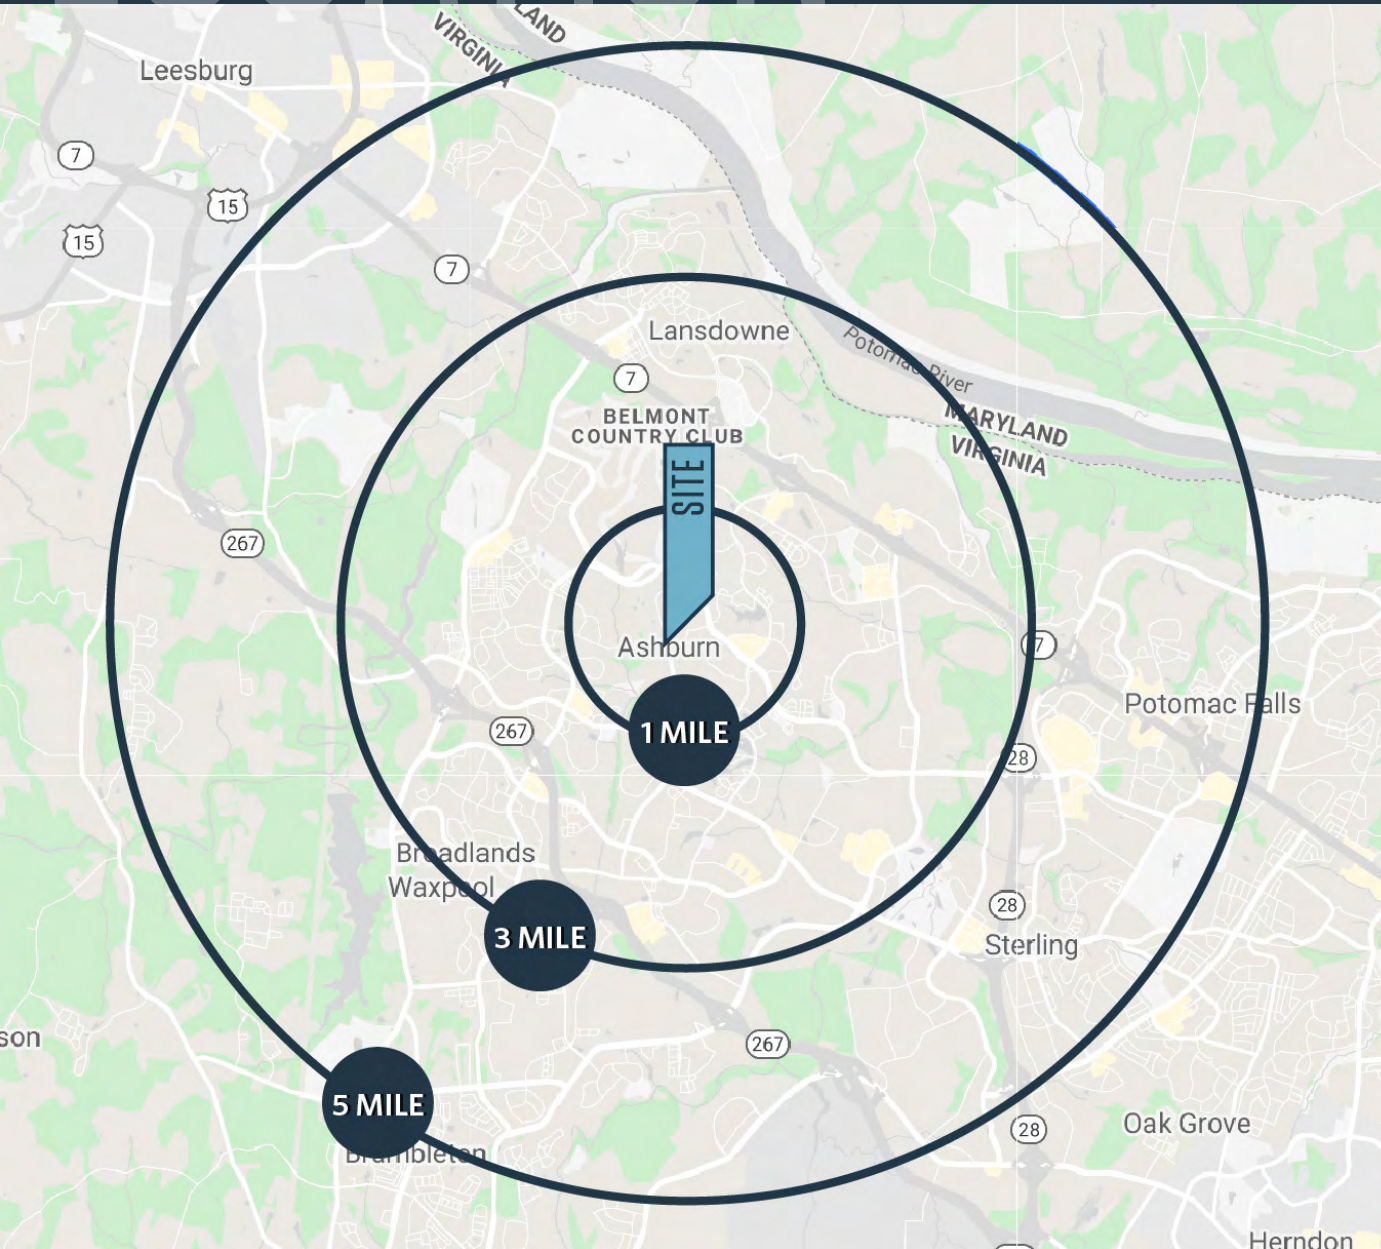 LAND
VIRGINIA
Leesburg
7
15
15
7
Lansdowne
Potomac River
7
BELMONT
COUNTRY CLUB
MARYLAND
VIRGINIA
SITE
267
Ashburn
7
Potomac Falls
267
1 MILE
28
Broadlands
Waxpool
28
3 MILE
Sterling
son
267
5 MILE
28
Oak Grove
Brambleton
Herndon